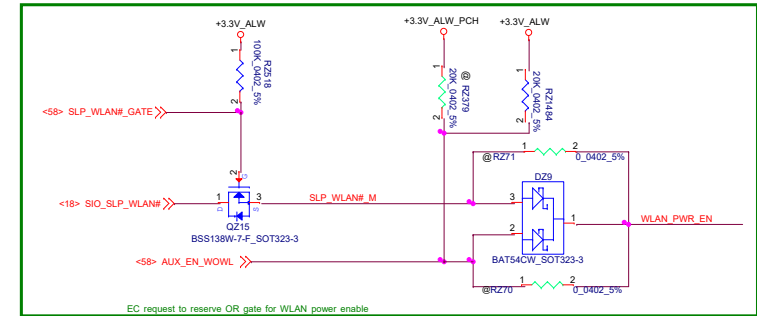 +3.3V_ALW
+3.3V_ALW_PCH
+3.3V_ALW
1
2
RZ518
100K_0402_5%
1
2
@
RZ379
20K_0402_5%
1
2
RZ1484
20K_0402_5%
<58> SLP_WLAN#_GATE
@RZ71
1
2
0_0402_5%
2
G
DZ9
<18> SIO_SLP_WLAN#
1
D
S
3
SLP_WLAN#_M
3
1
WLAN_PWR_EN
QZ15
BSS138W-7-F_SOT323-3
2
<58> AUX_EN_WOWL
BAT54CW_SOT323-3
@RZ70
1
2
0_0402_5%
EC request to reserve OR gate for WLAN power enable